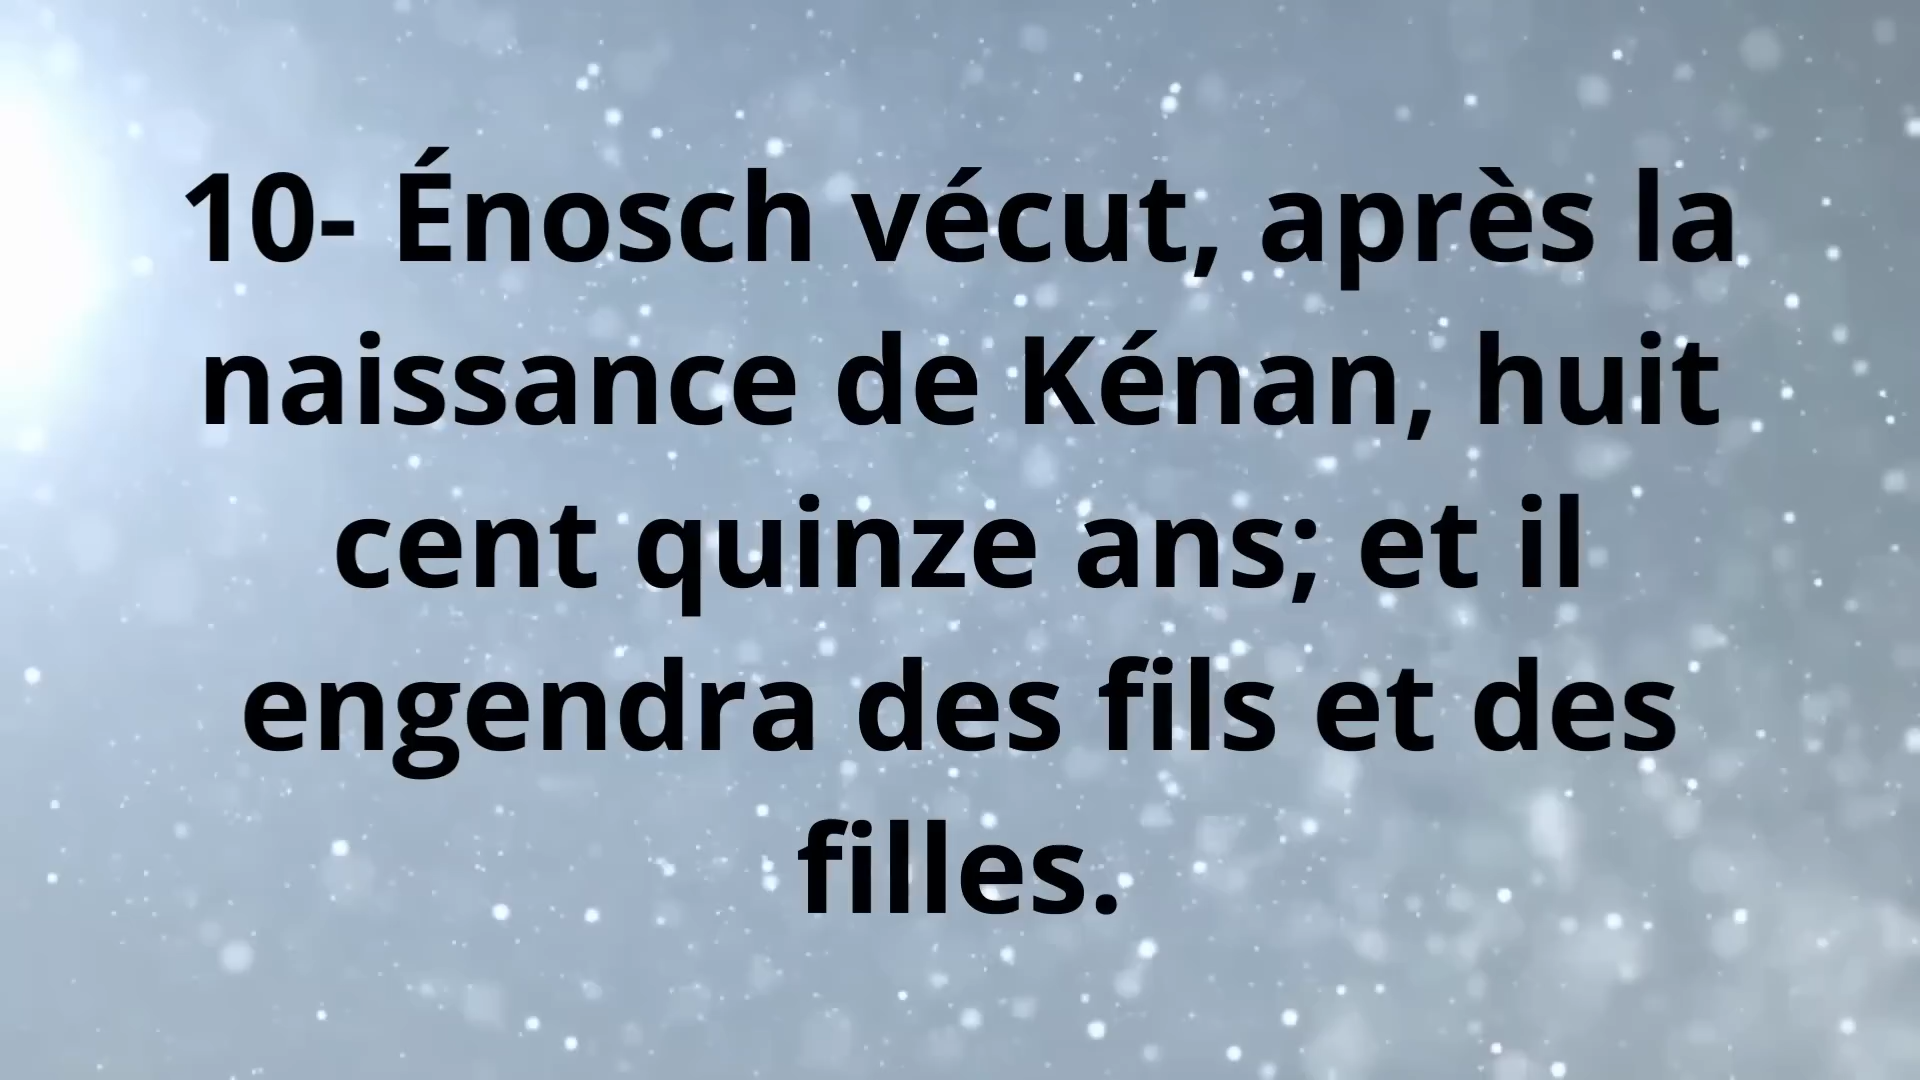 10- Énosch vécut, après la
naissance de Kénan, huit
cent quinze ans; et il
engendra des fils et des
filles.